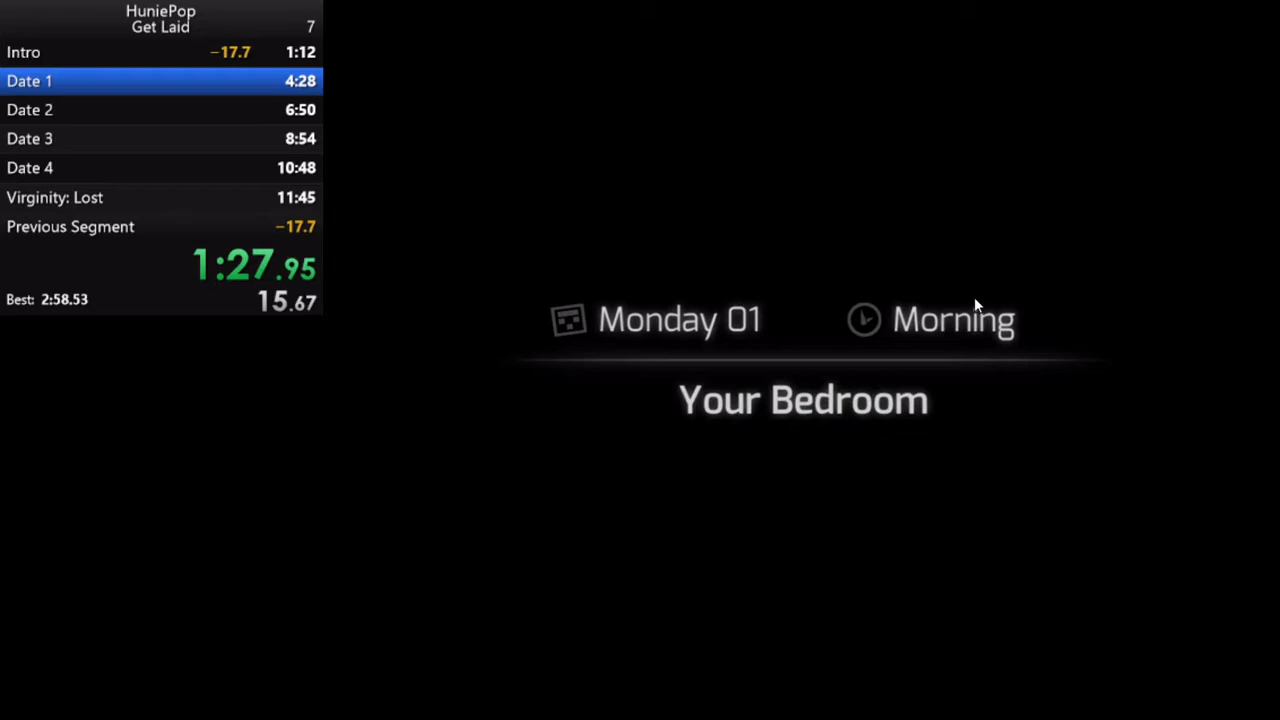 HuniePop
Get Laid 7
Intro −17.7 1:12
Date 1 4:28
Date 2 6:50
Date 3 8:54
Date 4 10:48
Virginity: Lost 11:45
Previous Segment −17.7
1:27.95
Best: 2:58.53 15.67
Monday 01 Morning
Your Bedroom